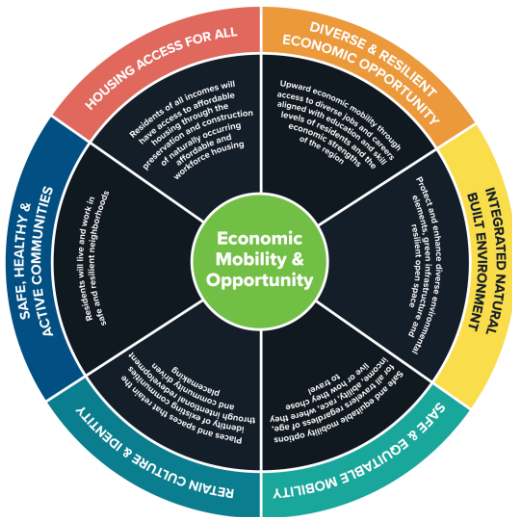 Economic
Mobility &
Opportunity
HOUSING ACCESS FOR ALL
Residents of all incomes will
have access to affordable
housing through the
preservation and construction
of naturally occurring
affordable and
workforce housing
DIVERSE & RESILIENT
ECONOMIC OPPORTUNITY
Upward economic mobility through
access to diverse jobs and careers
aligned with education and skill
levels of residents and the
economic strengths
of the region
INTEGRATED NATURAL
BUILT ENVIRONMENT
Protect and enhance diverse environmental
elements, green infrastructure and
resilient open space
SAFE & EQUITABLE MOBILITY
Safe and equitable mobility options
for all travelers regardless of age,
income, ability, race, where they
live or how they chose
to travel
RETAIN CULTURE & IDENTITY
Places and spaces that retain the
identity of existing communities
through intentional redevelopment
and community driven
placemaking
SAFE, HEALTHY &
ACTIVE COMMUNITIES
Residents will live and work in
safe and resilient neighborhoods